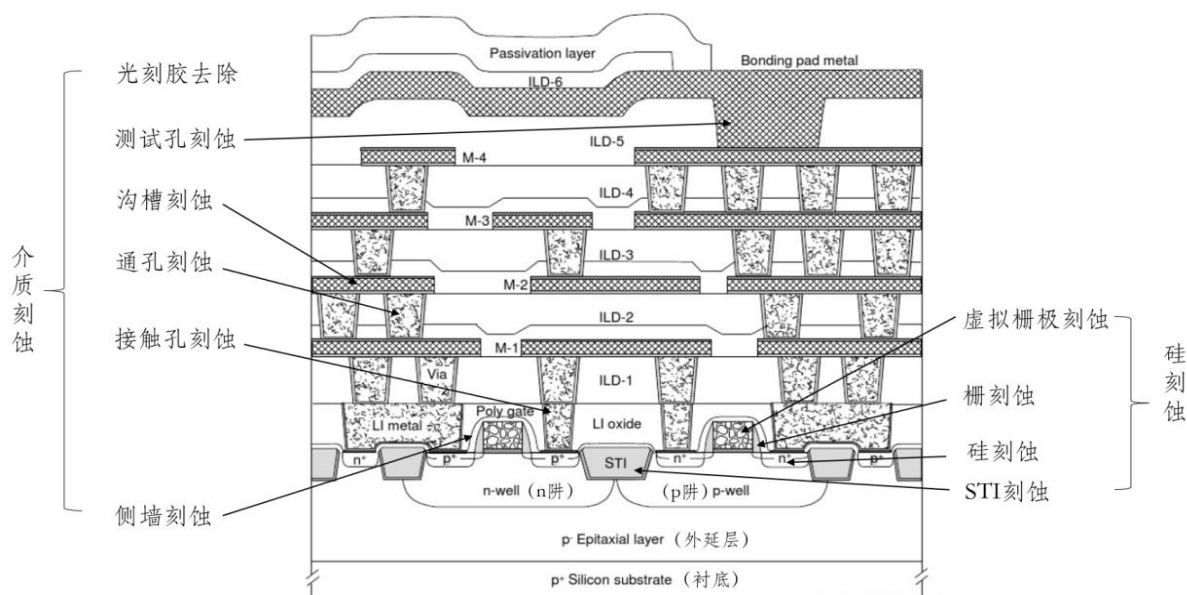 Passivation layer
Bonding pad metal
光刻胶去除
ILD-6
测试孔刻蚀
ILD-5
M-4
沟槽刻蚀
ILD-4
M-3
介质刻蚀
通孔刻蚀
ILD-3
M-2
虚拟栅极刻蚀
ILD-2
接触孔刻蚀
M-1
硅刻蚀
Via
ILD-1
栅刻蚀
Poly gate
LI metal
LI oxide
n⁺
p⁺
p⁺
STI
n⁺
n⁺
p⁺
硅刻蚀
n-well (n阱)
(p阱) p-well
STI刻蚀
侧墙刻蚀
p⁻ Epitaxial layer (外延层)
p⁺ Silicon substrate (衬底)